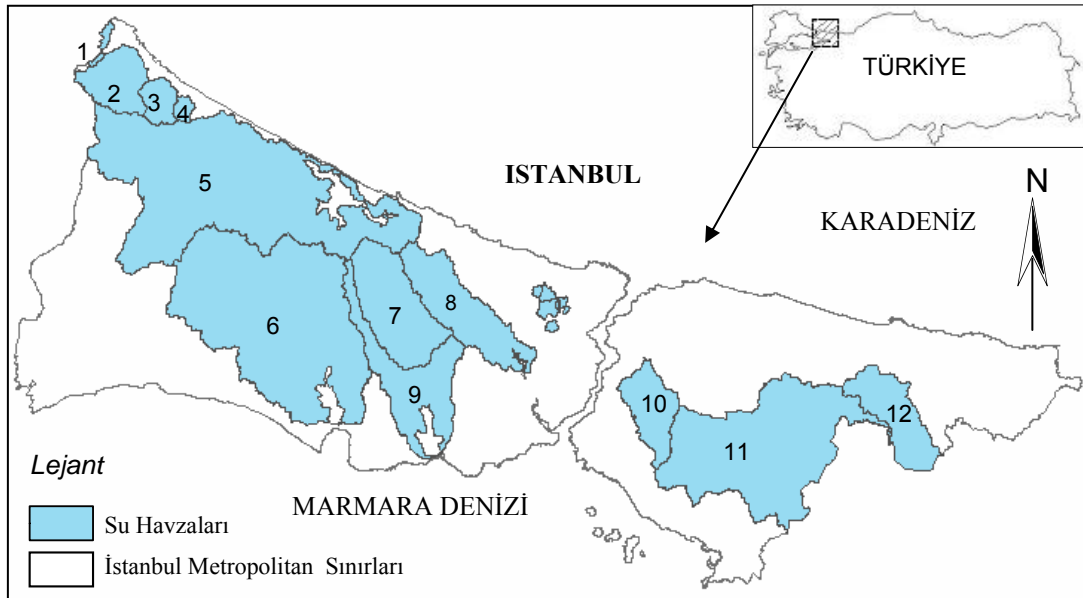 TÜRKİYE
1
2
3
4
5
ISTANBUL
N
KARADENİZ
6
7
8
9
10
11
12
Lejant
MARMARA DENİZİ
Su Havzaları
İstanbul Metropolitan Sınırları